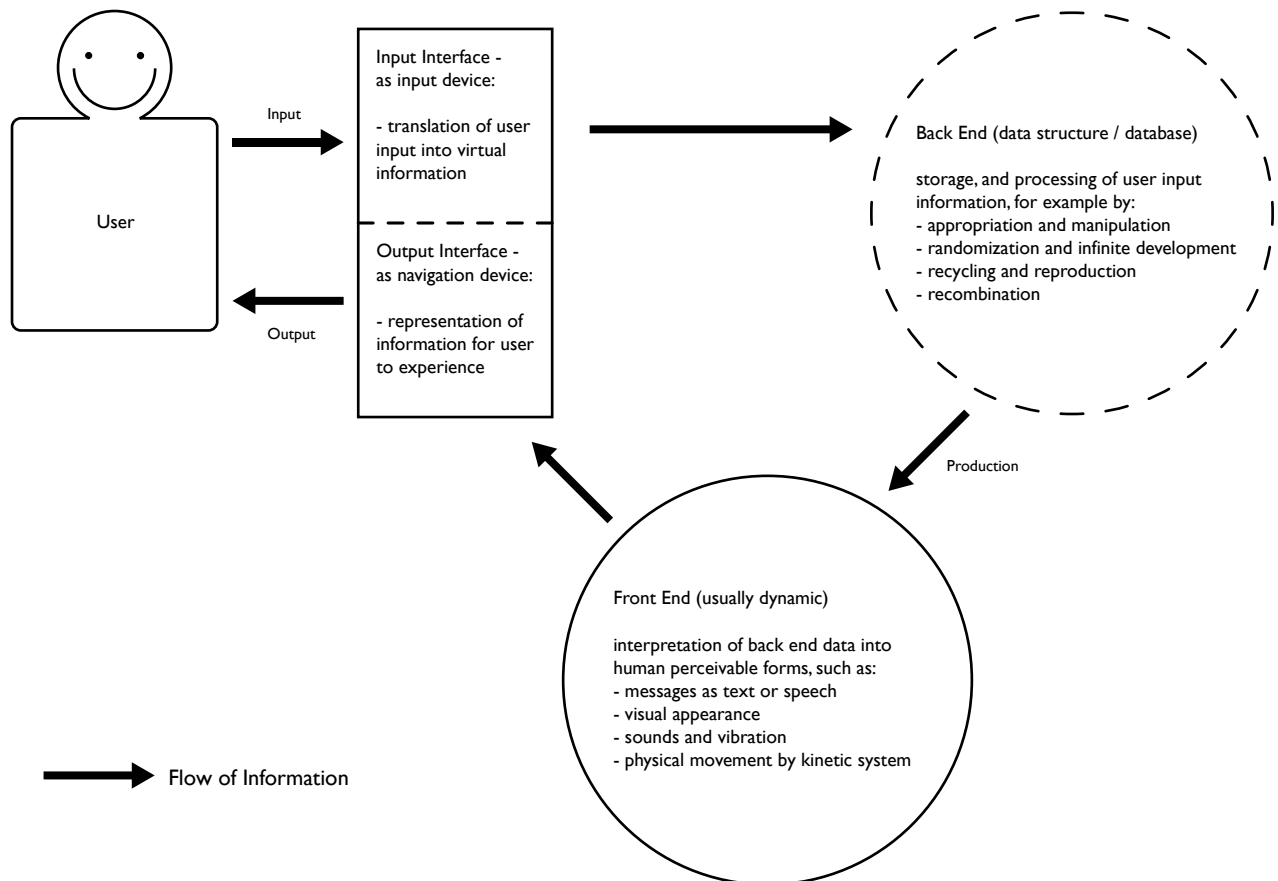 User
Input
Output
Input Interface -
as input device:
- translation of user
input into virtual
information
Output Interface -
as navigation device:
- representation of
information for user
to experience
Back End (data structure / database)
storage, and processing of user input
information, for example by:
- appropriation and manipulation
- randomization and infinite development
- recycling and reproduction
- recombination
Production
Front End (usually dynamic)
interpretation of back end data into
human perceivable forms, such as:
- messages as text or speech
- visual appearance
- sounds and vibration
- physical movement by kinetic system
Flow of Information